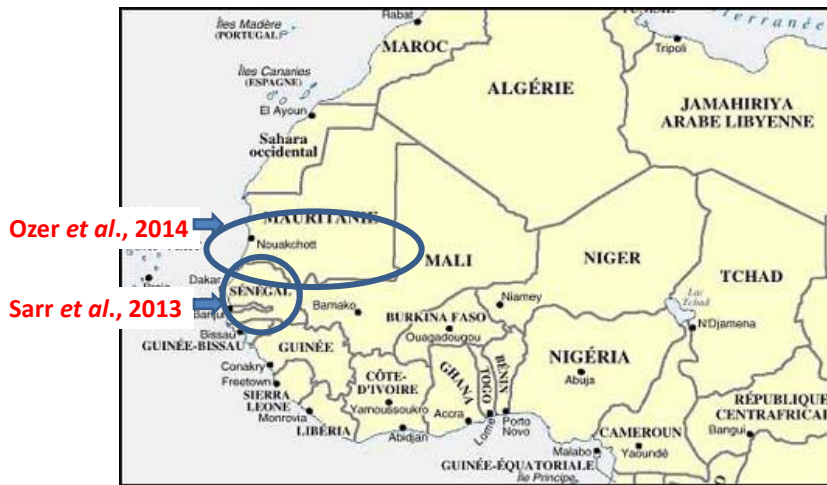 Îles Madère
(PORTUGAL)
Rabat
MAROC
Tripoli
Îles Canaries
(ESPAGNE)
El Ayoun
ALGÉRIE
JAMAHIRIYA
ARABE LIBYENNE
Sahara
occidental
Ozer et al., 2014
MAURITANIE
Nouakchott
MALI
NIGER
TCHAD
Dakar
SÉNÉGAL
Sarr et al., 2013
Banjul
Bamako
Niamey
Lac
Tchad
N'Djamena
BURKINA FASO
Ouagadougou
Bissau
GUINÉE-BISSAU
GUINÉE
NIGÉRIA
Abuja
BÉNIN
TOGO
GHANA
Conakry
Freetown
SIERRA
LEONE
CÔTE-
D'IVOIRE
Yamoussoukro
Accra
Lomé
Porto
Novo
RÉPUBLIQUE
CENTRAFRICAI
Monrovia
LIBÉRIA
Abidjan
CAMEROUN
Bangui
Malabo
Yaoundé
GUINÉE-ÉQUATORIALE
Île Principe